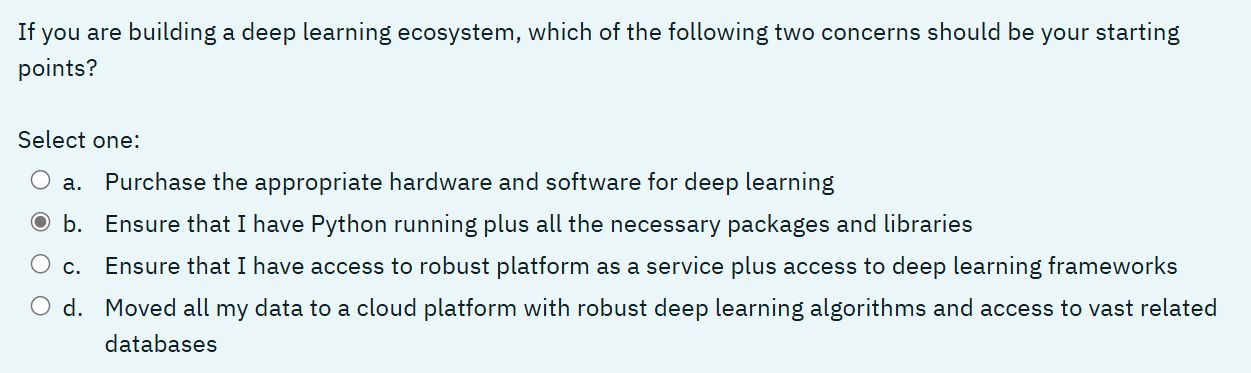 If you are building a deep learning ecosystem, which of the following two concerns should be your starting
points?
Select one:
a. Purchase the appropriate hardware and software for deep learning
b. Ensure that I have Python running plus all the necessary packages and libraries
c. Ensure that I have access to robust platform as a service plus access to deep learning frameworks
d. Moved all my data to a cloud platform with robust deep learning algorithms and access to vast related
databases